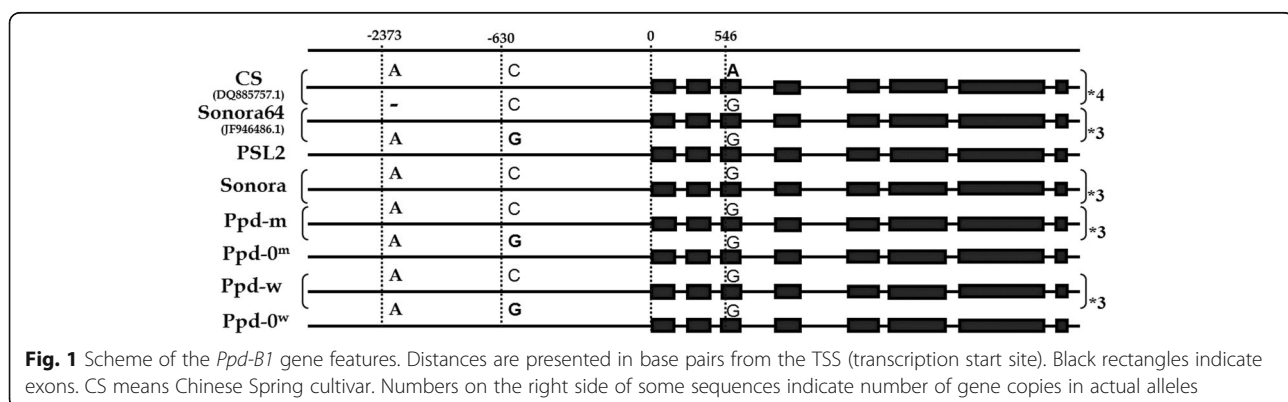 -2373 -630 0 546
A C A
CS
(DQ885757.1)
*4
- C G
Sonora64
(JF946486.1)
*3
A G G
PSL2
A C G
Sonora *3
A C G
Ppd-m *3
A G G
Ppd-0ᵐ
A C G
Ppd-w *3
A G G
Ppd-0ʷ
Fig. 1 Scheme of the Ppd-B1 gene features. Distances are presented in base pairs from the TSS (transcription start site). Black rectangles indicate
exons. CS means Chinese Spring cultivar. Numbers on the right side of some sequences indicate number of gene copies in actual alleles